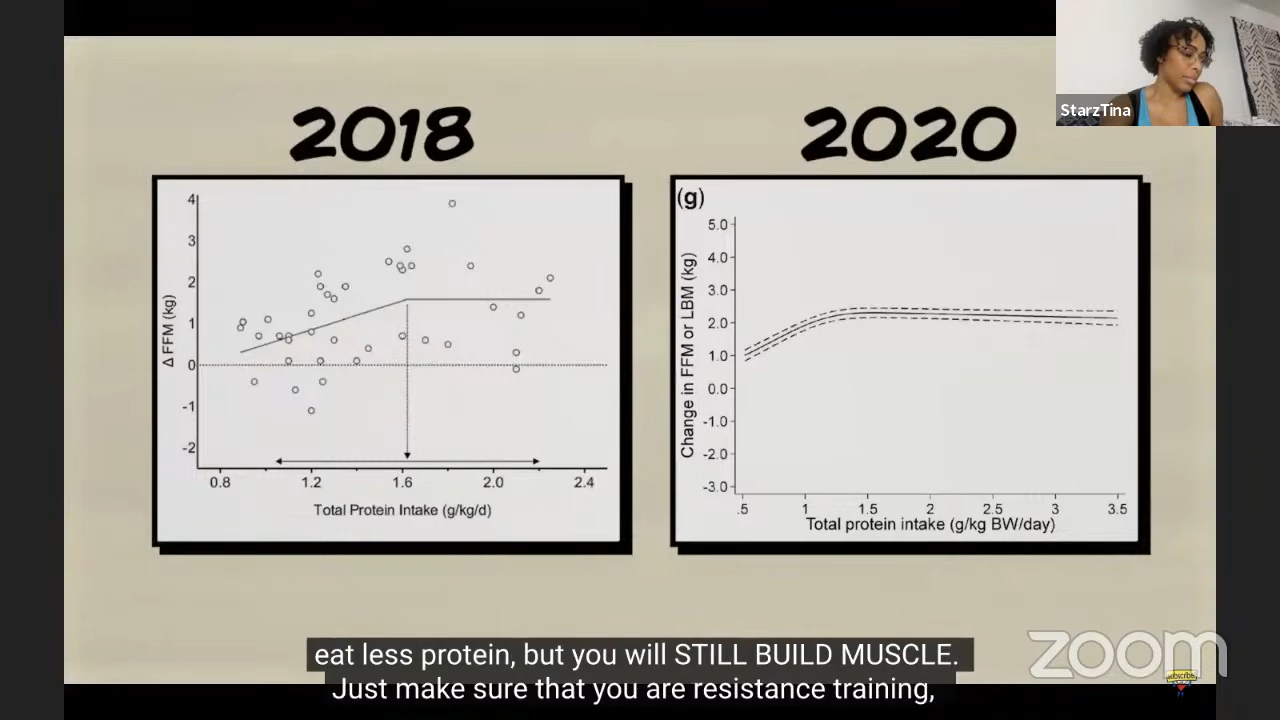 StarzTina
2018
2020
4
3
2
1
0
-1
-2
Δ FFM (kg)
0.8 1.2 1.6 2.0 2.4
Total Protein Intake (g/kg/d)
(g)
5.0
4.0
3.0
2.0
1.0
0.0
-1.0
-2.0
-3.0
Change in FFM or LBM (kg)
.5 1 1.5 2 2.5 3 3.5
Total protein intake (g/kg BW/day)
eat less protein, but you will STILL BUILD MUSCLE.
Just make sure that you are resistance training,
zoom
subscribe